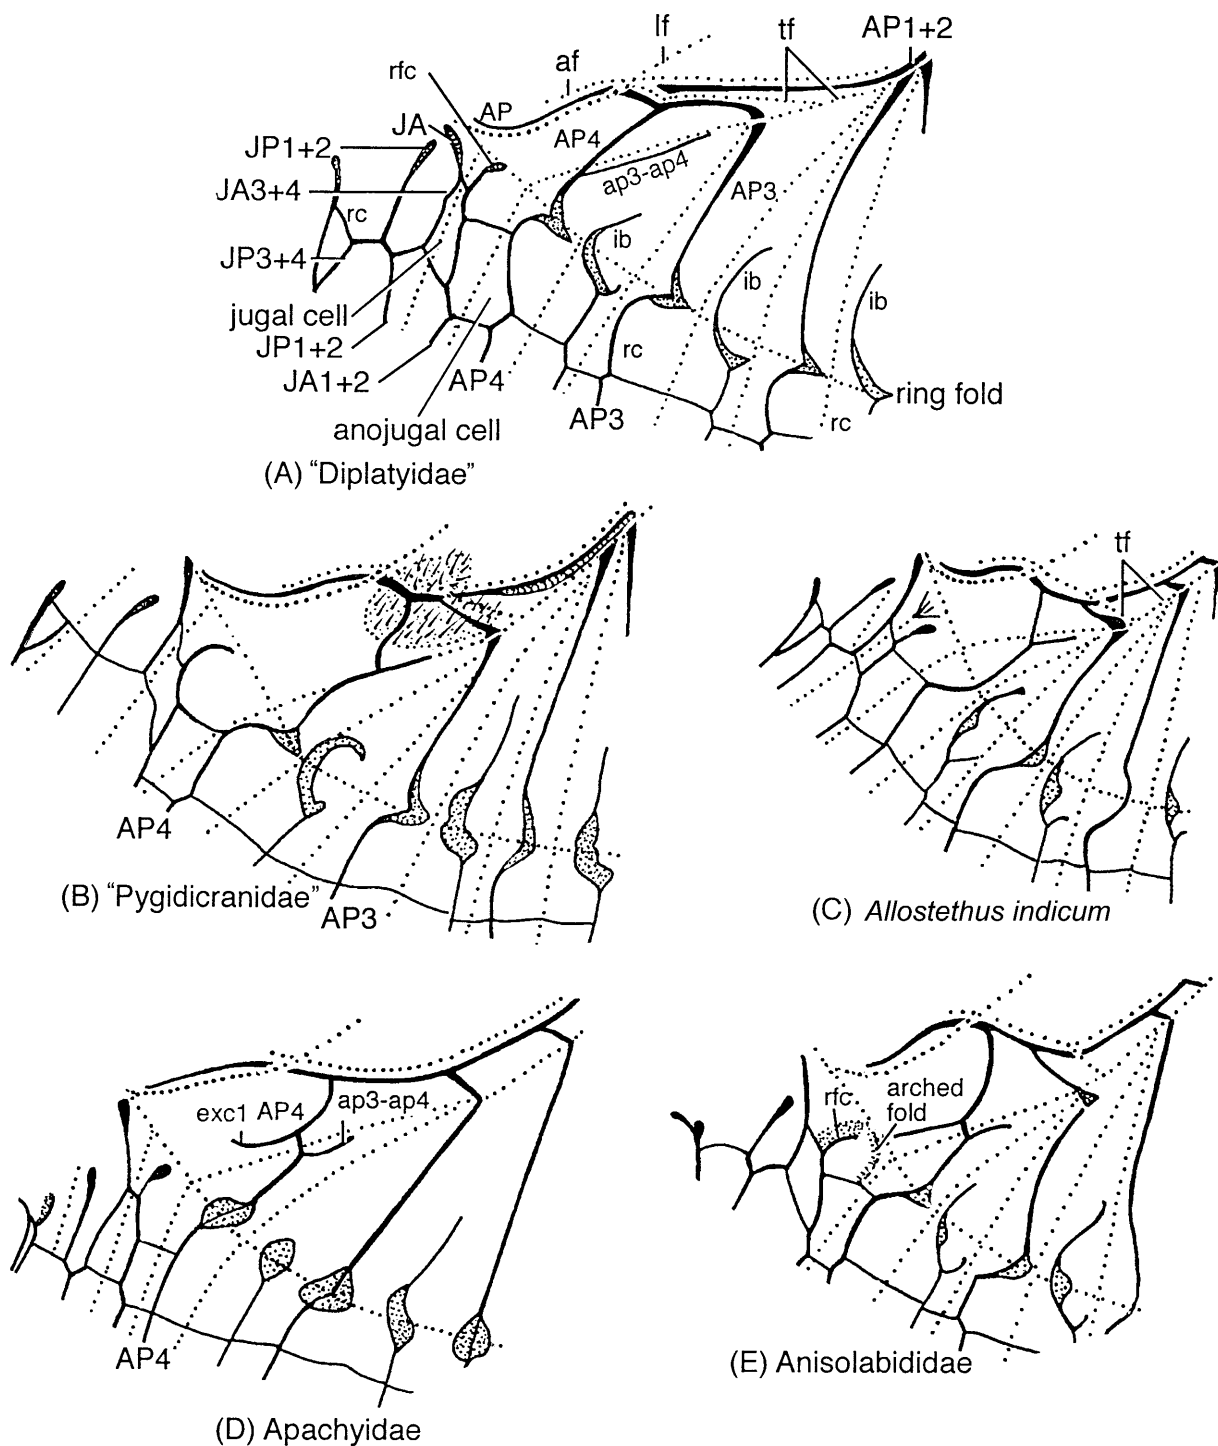 lf
tf
AP1+2
af
rfc
AP
JA
AP4
JP1+2
ap3-ap4
JA3+4
AP3
rc
ib
JP3+4
ib
ib
jugal cell
JP1+2
rc
JA1+2
AP4
ring fold
AP3
rc
anojugal cell
(A) “Diplatyidae”
tf
AP4
(B) “Pygidicranidae”
AP3
(C) Allostethus indicum
exc1 AP4
ap3-ap4
rfc
arched
fold
AP4
(D) Apachyidae
(E) Anisolabididae